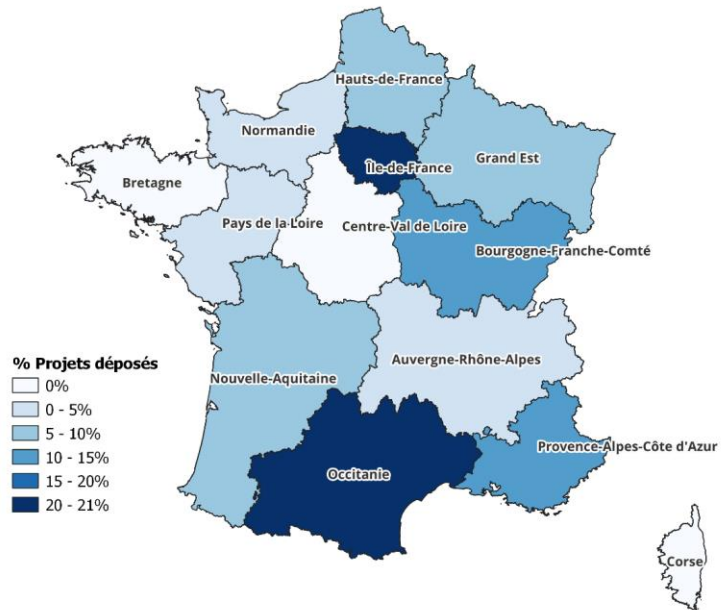 Hauts-de-France
Normandie
Île-de-France
Grand Est
Bretagne
Pays de la Loire
Centre-Val de Loire
Bourgogne-Franche-Comté
% Projets déposés
0%
0 - 5%
5 - 10%
10 - 15%
15 - 20%
20 - 21%
Auvergne-Rhône-Alpes
Nouvelle-Aquitaine
Provence-Alpes-Côte d'Azur
Occitanie
Corse